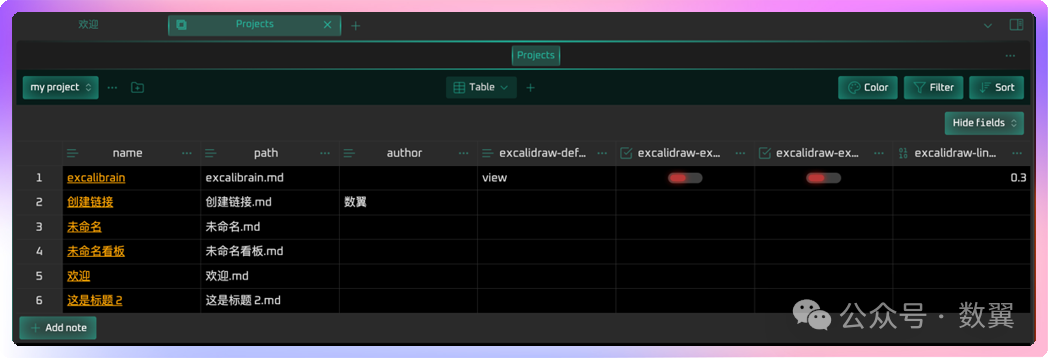 欢迎 Projects
Projects
my project Table Color Filter Sort
Hide fields
name path author excalidraw-def... excalidraw-ex... excalidraw-ex... excalidraw-lin...
1 excalibrain excalibrain.md view 0.3
2 创建链接 创建链接.md 数翼
3 未命名 未命名.md
4 未命名看板 未命名看板.md
5 欢迎 欢迎.md
6 这是标题 2 这是标题 2.md
Add note
公众号 · 数翼